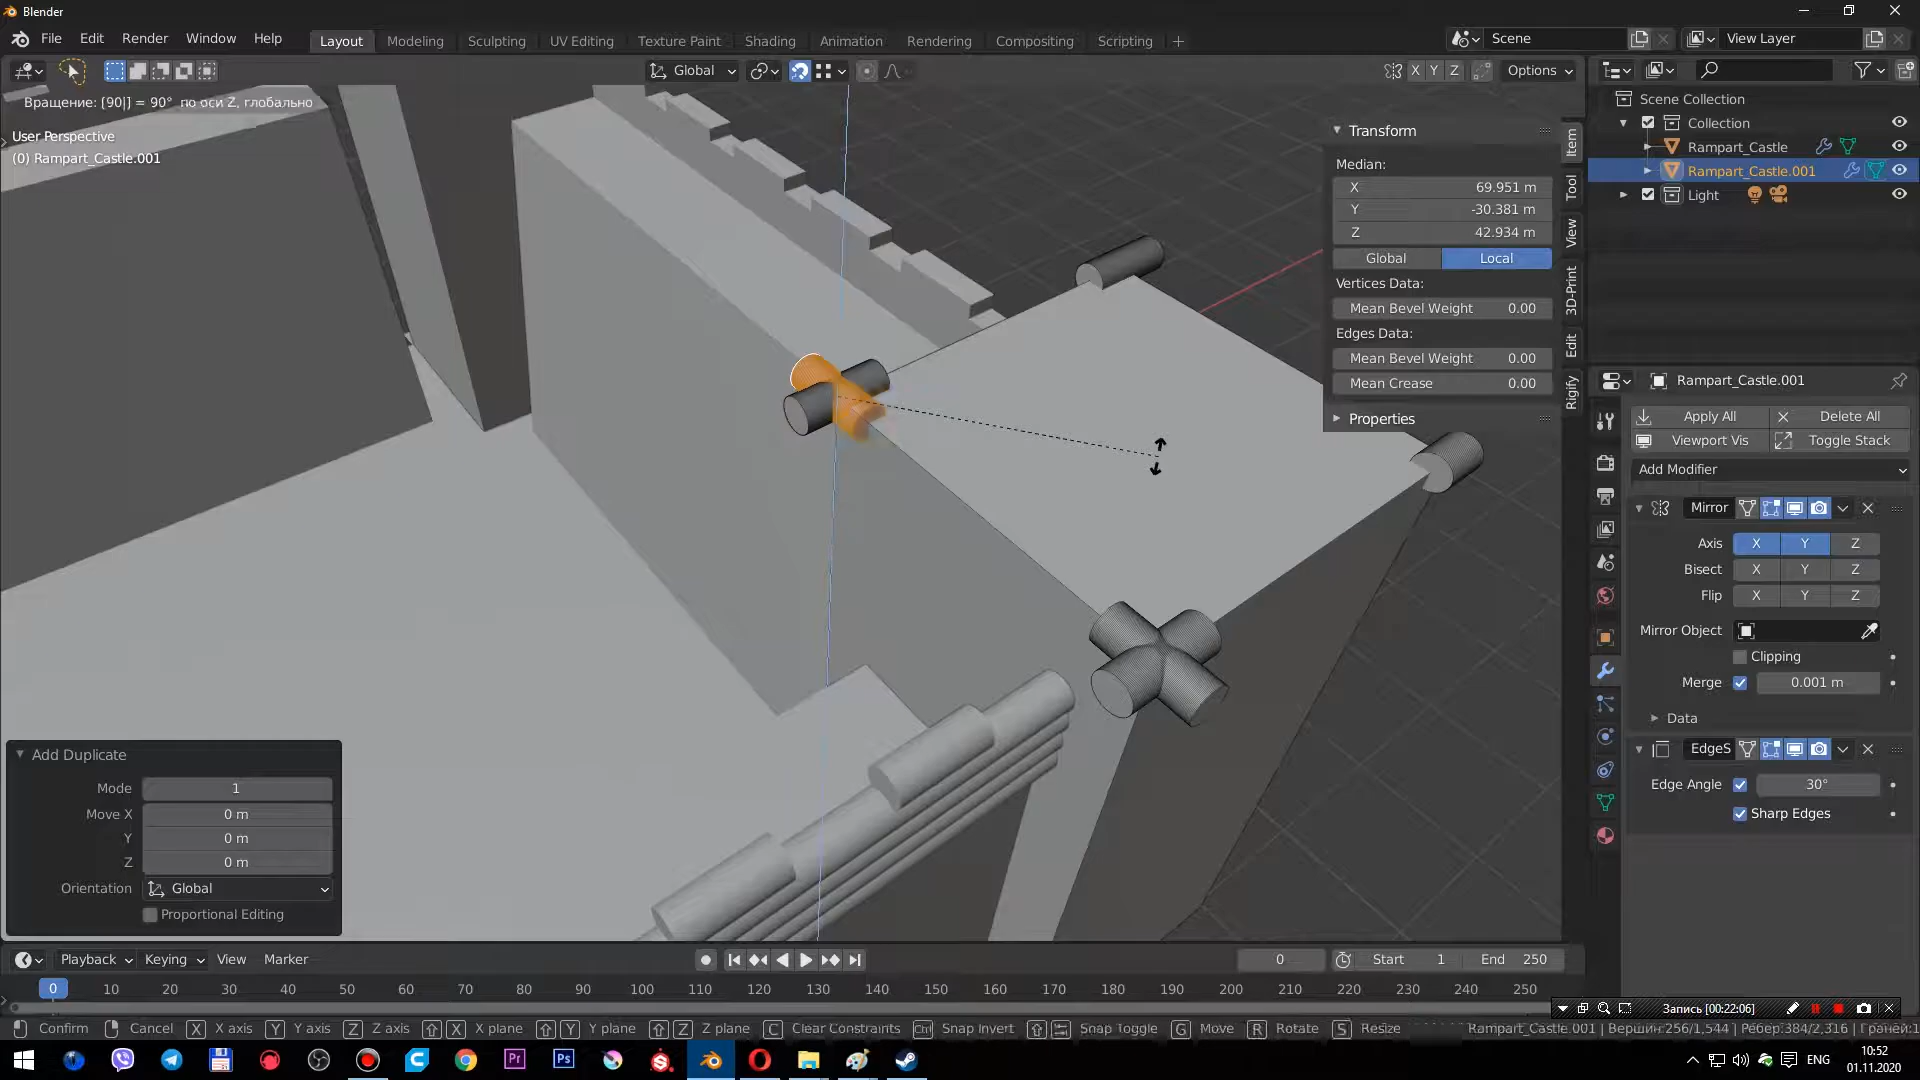 Blender
File Edit Render Window Help
Layout Modeling Sculpting UV Editing Texture Paint Shading Animation Rendering Compositing Scripting +
Scene
View Layer
Global
X Y Z
Options
Вращение: [90|] = 90° по оси Z, глобально
User Perspective
(0) Rampart_Castle.001
Transform
Median:
X 69.951 m
Y -30.381 m
Z 42.934 m
Global Local
Vertices Data:
Mean Bevel Weight 0.00
Edges Data:
Mean Bevel Weight 0.00
Mean Crease 0.00
Properties
Item
Tool
View
3D-Print
Edit
Rigify
Scene Collection
Collection
Rampart_Castle
Rampart_Castle.001
Light
Rampart_Castle.001
Apply All Delete All
Viewport Vis Toggle Stack
Add Modifier
Mirror
Axis X Y Z
Bisect X Y Z
Flip X Y Z
Mirror Object
Clipping
Merge 0.001 m
Data
EdgeS
Edge Angle 30°
Sharp Edges
Add Duplicate
Mode 1
Move X 0 m
Y 0 m
Z 0 m
Orientation Global
Proportional Editing
Playback Keying View Marker
0 Start 1 End 250
0 10 20 30 40 50 60 70 80 90 100 110 120 130 140 150 160 170 180 190 200 210 220 230 240 250
Запись [00:22:06]
Confirm Cancel X X axis Y Y axis Z Z axis X X plane Y Y plane Z Z plane C Clear Constraints Ctrl Snap Invert Snap Toggle G Move R Rotate S Resize Rampart_Castle.001 | Вершин:256/1,544 | Рёбер:384/2,316 | Граней:1
Pr Ps
ENG
10:52
01.11.2020